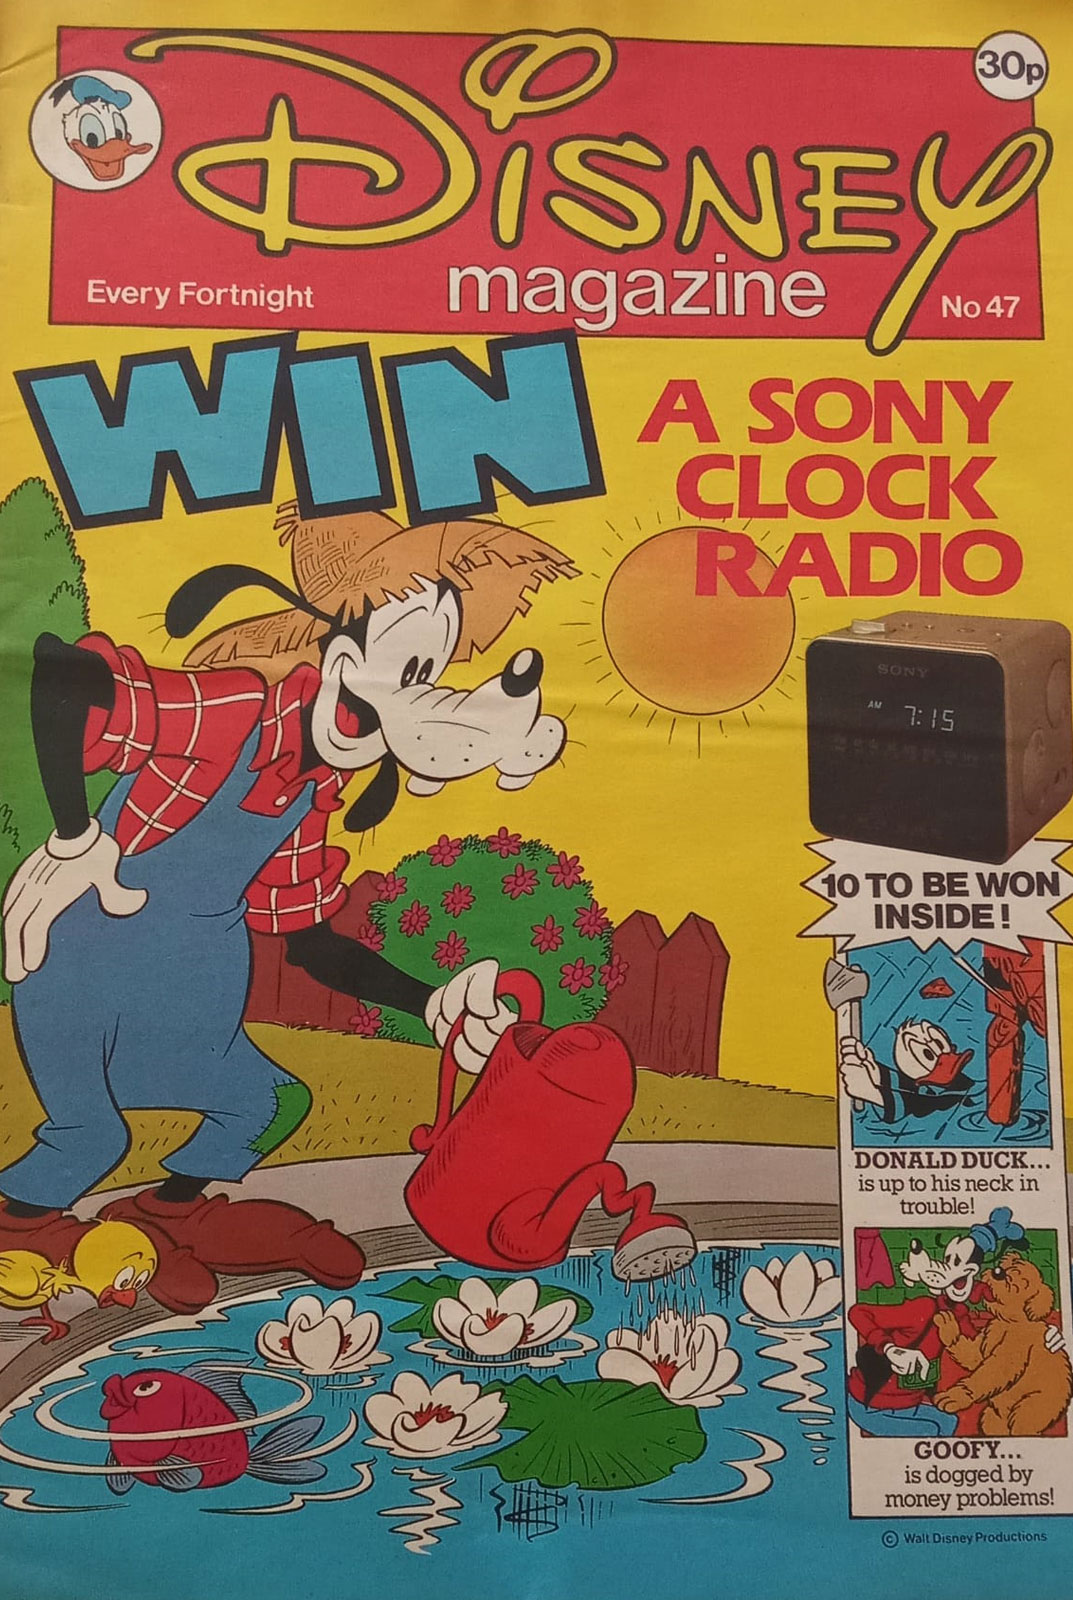 30p
Disney
magazine
Every Fortnight
No 47
WIN
A SONY
CLOCK
RADIO
SONY
AM 7:15
10 TO BE WON
INSIDE!
DONALD DUCK...
is up to his neck in
trouble!
GOOFY...
is dogged by
money problems!
© Walt Disney Productions